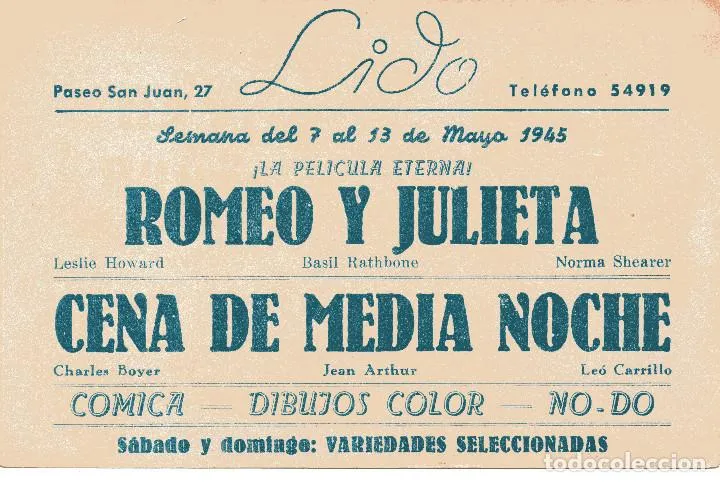 Lido
Paseo San Juan, 27 Teléfono 54919
Semana del 7 al 13 de Mayo 1945
¡LA PELICULA ETERNA!
ROMEO Y JULIETA
Leslie Howard Basil Rathbone Norma Shearer
CENA DE MEDIA NOCHE
Charles Boyer Jean Arthur Leó Carrillo
COMICA — DIBUJOS COLOR — NO-DO
Sábado y domingo: VARIEDADES SELECCIONADAS
todocoleccion.net